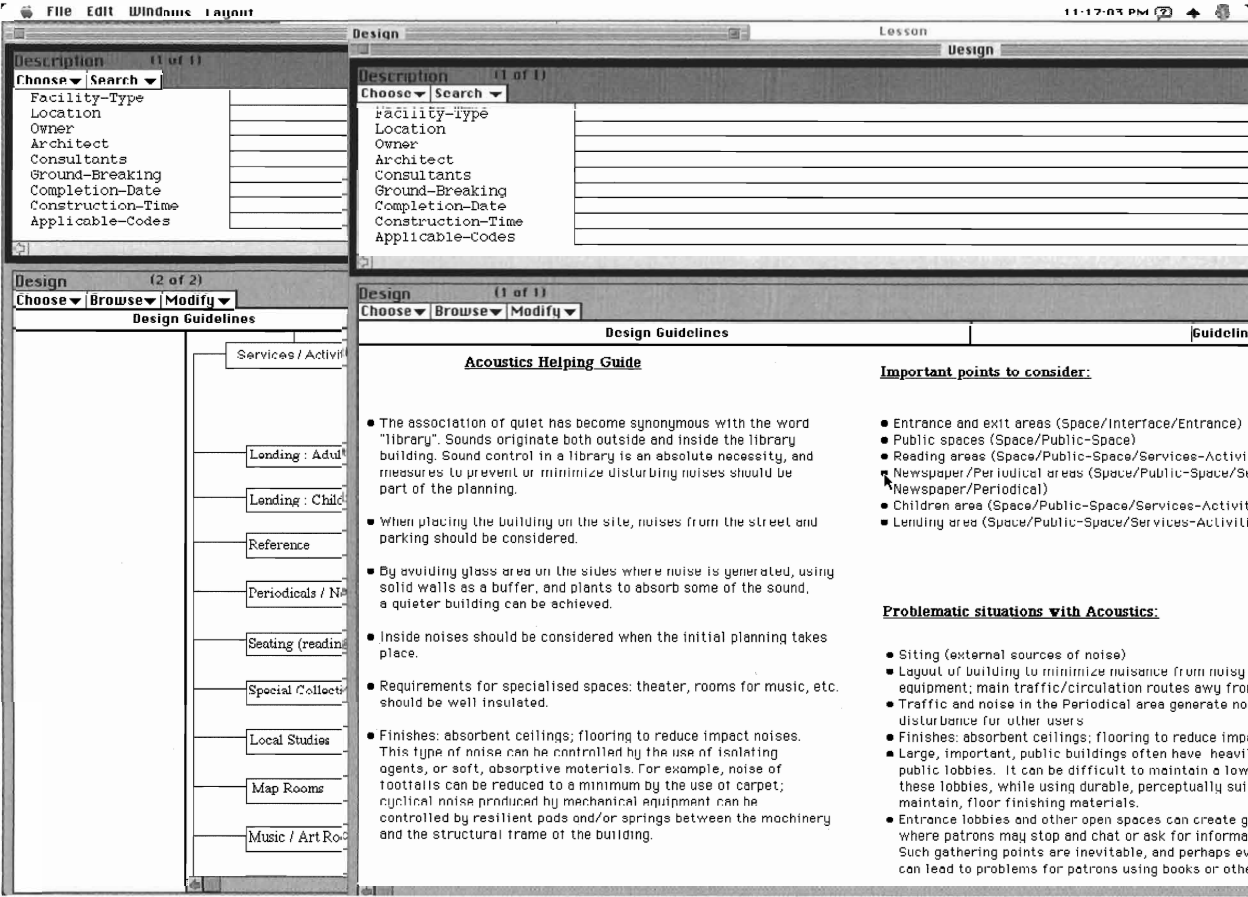 File Edit Windows Layout
11:17:03 PM
Description (1 of 1)
Choose Search
Facility-Type
Location
Owner
Architect
Consultants
Ground-Breaking
Completion-Date
Construction-Time
Applicable-Codes
Design (2 of 2)
Choose Browse Modify
Design Guidelines
Services / Activit
Lending : Adul
Lending : Child
Reference
Periodicals / N
Seating (readin
Special Collecti
Local Studies
Map Rooms
Music / Art Ro
Design Lesson
Design
Description (1 of 1)
Choose Search
Facility-Type
Location
Owner
Architect
Consultants
Ground-Breaking
Completion-Date
Construction-Time
Applicable-Codes
Design (1 of 1)
Choose Browse Modify
Design Guidelines
Guidelin
Acoustics Helping Guide
● The association of quiet has become synonymous with the word
"library". Sounds originate both outside and inside the library
building. Sound control in a library is an absolute necessity, and
measures to prevent or minimize disturbing noises should be
part of the planning.
● When placing the building on the site, noises from the street and
parking should be considered.
● By avoiding glass area on the sides where noise is generated, using
solid walls as a buffer, and plants to absorb some of the sound,
a quieter building can be achieved.
● Inside noises should be considered when the initial planning takes
place.
● Requirements for specialised spaces: theater, rooms for music, etc.
should be well insulated.
● Finishes: absorbent ceilings; flooring to reduce impact noises.
This type of noise can be controlled by the use of isolating
agents, or soft, absorptive materials. For example, noise of
footfalls can be reduced to a minimum by the use of carpet;
cyclical noise produced by mechanical equipment can be
controlled by resilient pads and/or springs between the machinery
and the structural frame of the building.
Important points to consider:
● Entrance and exit areas (Space/Interface/Entrance)
● Public spaces (Space/Public-Space)
● Reading areas (Space/Public-Space/Services-Activi
● Newspaper/Periodical areas (Space/Public-Space/Se
Newspaper/Periodical)
● Children area (Space/Public-Space/Services-Activit
● Lending area (Space/Public-Space/Services-Activiti
Problematic situations with Acoustics:
● Siting (external sources of noise)
● Layout of building to minimize nuisance from noisy
equipment; main traffic/circulation routes awy fro
● Traffic and noise in the Periodical area generate no
disturbance for other users
● Finishes: absorbent ceilings; flooring to reduce impa
● Large, important, public buildings often have heavi
public lobbies. It can be difficult to maintain a low
these lobbies, while using durable, perceptually sui
maintain, floor finishing materials.
● Entrance lobbies and other open spaces can create g
where patrons may stop and chat or ask for informa
Such gathering points are inevitable, and perhaps ev
can lead to problems for patrons using books or othe